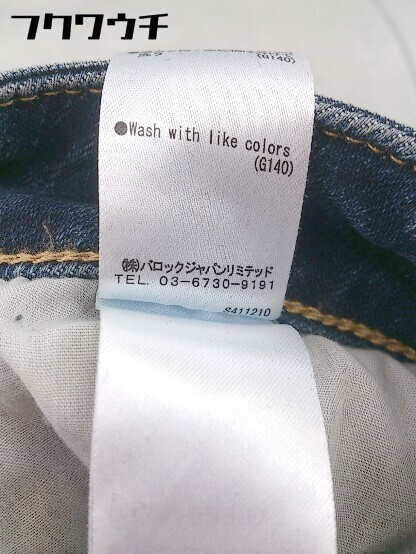 フクワウチ
(G140)
●Wash with like colors
(G140)
㈱バロックジャパンリミテッド
TEL. 03-6730-9191
S411210